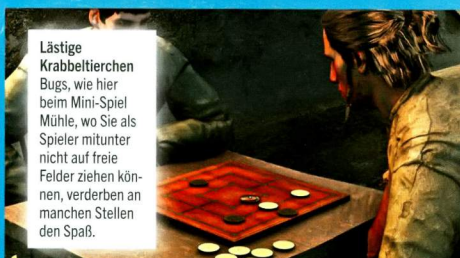 Lästige
Krabbeltierchen
Bugs, wie hier
beim Mini-Spiel
Mühle, wo Sie als
Spieler mitunter
nicht auf freie
Felder ziehen kön-
nen, verderben an
manchen Stellen
den Spaß.